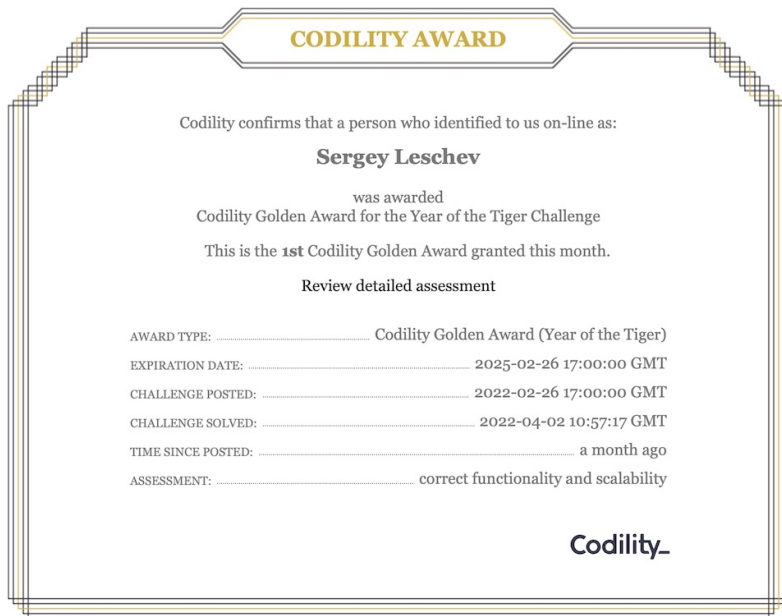 CODILITY AWARD
Codility confirms that a person who identified to us on-line as:
Sergey Leschev
was awarded
Codility Golden Award for the Year of the Tiger Challenge
This is the 1st Codility Golden Award granted this month.
Review detailed assessment
AWARD TYPE: Codility Golden Award (Year of the Tiger)
EXPIRATION DATE: 2025-02-26 17:00:00 GMT
CHALLENGE POSTED: 2022-02-26 17:00:00 GMT
CHALLENGE SOLVED: 2022-04-02 10:57:17 GMT
TIME SINCE POSTED: a month ago
ASSESSMENT: correct functionality and scalability
Codility_